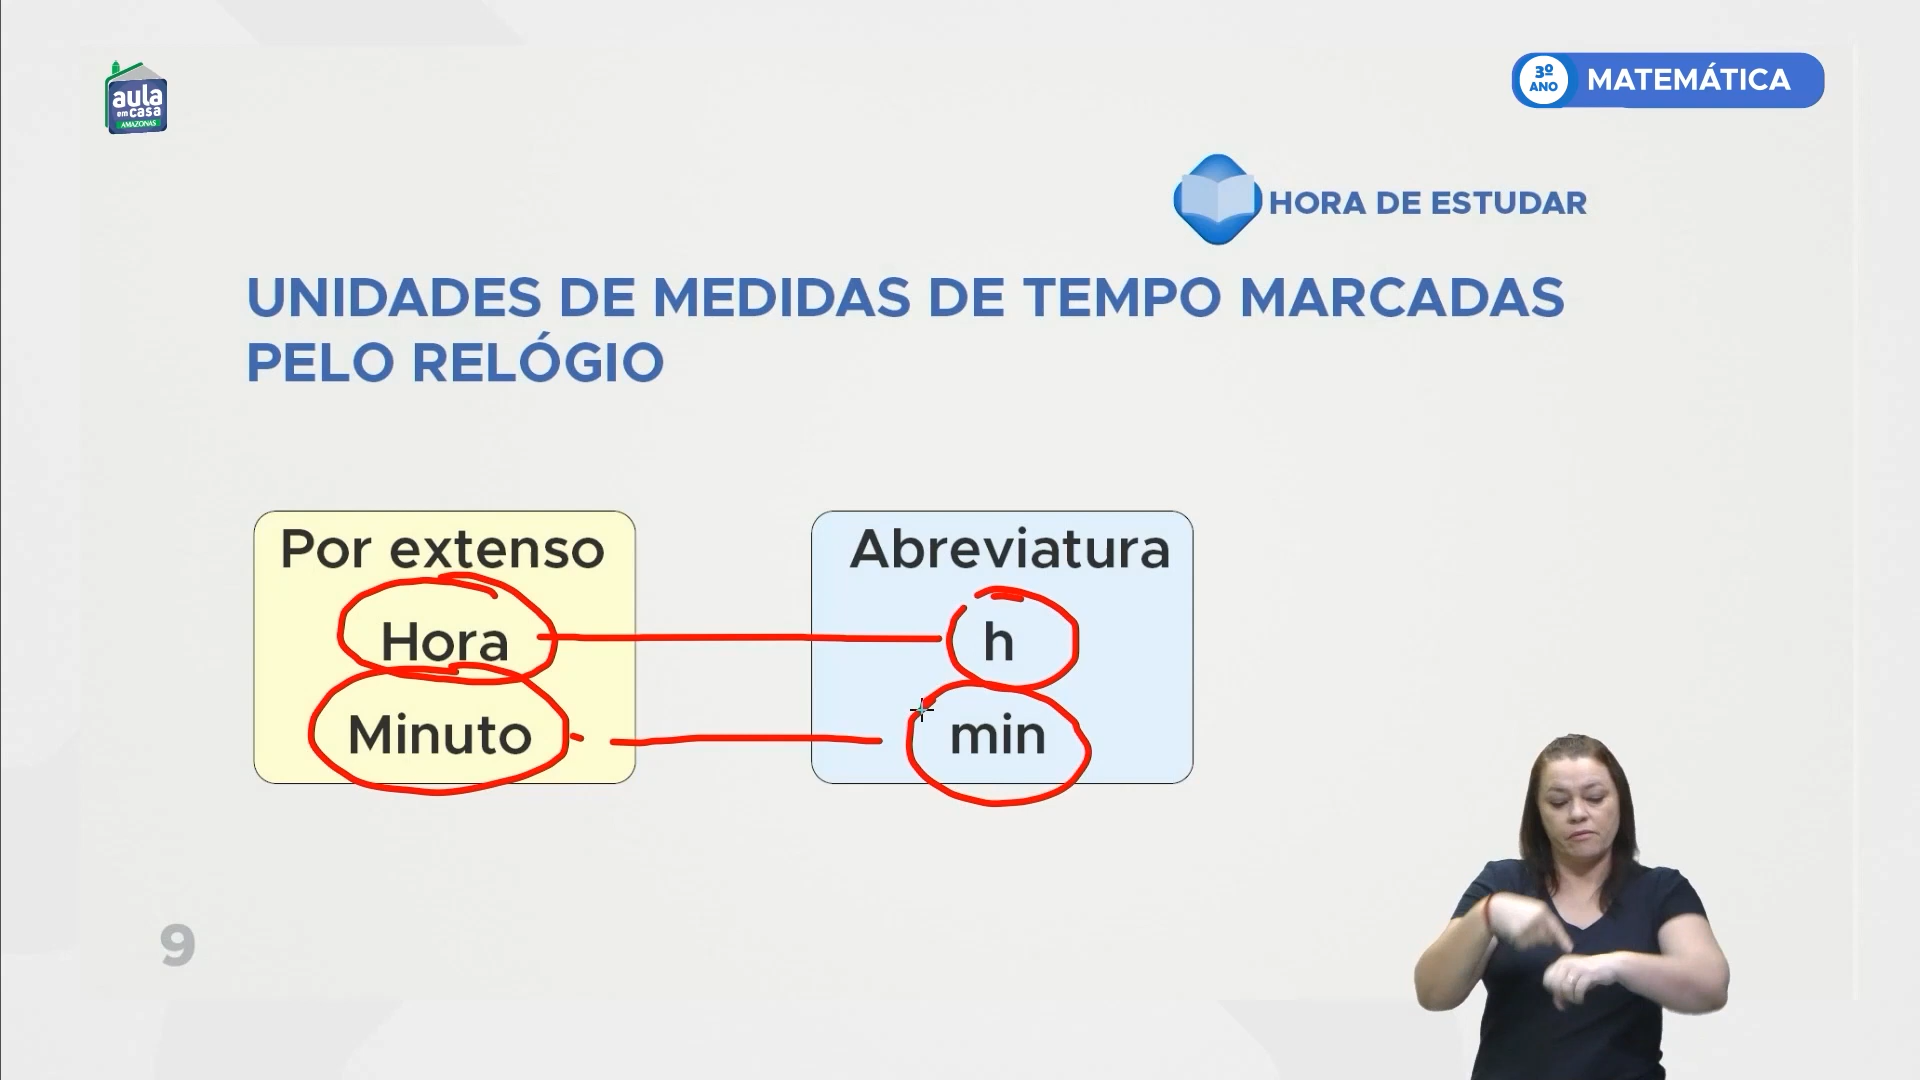 aula
em casa
AMAZONAS
3º
ANO
MATEMÁTICA
HORA DE ESTUDAR
UNIDADES DE MEDIDAS DE TEMPO MARCADAS
PELO RELÓGIO
Por extenso
Hora
Minuto
Abreviatura
h
min
9